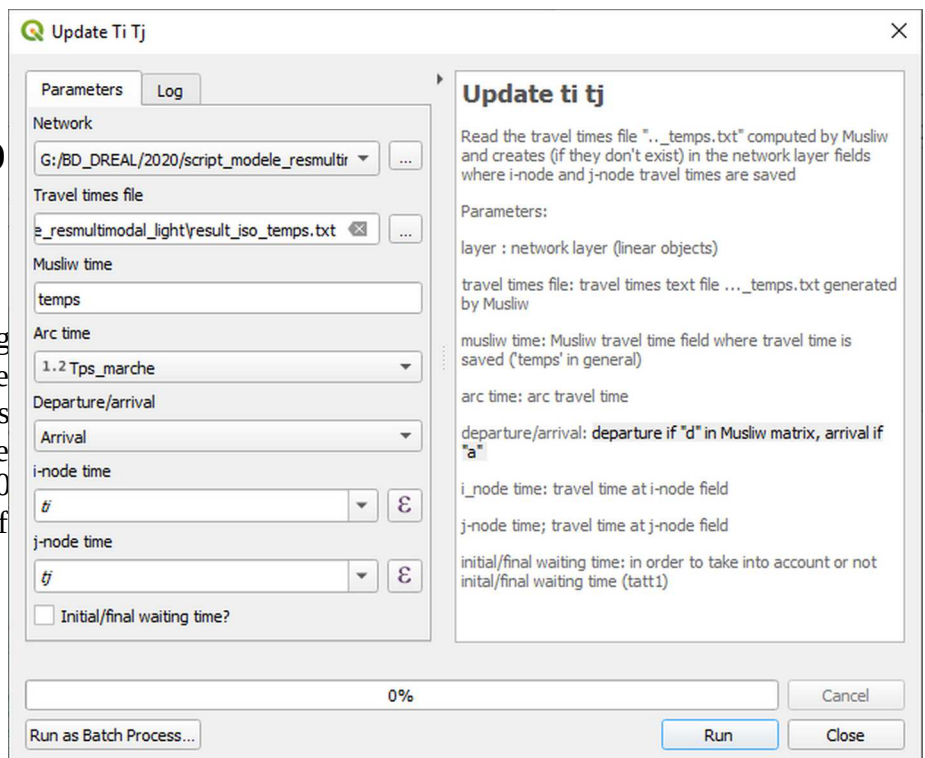 Update Ti Tj
Parameters
Log
Network
G:/BD_DREAL/2020/script_modele_resmultir
...
Travel times file
e_resmultimodal_light\result_iso_temps.txt
...
Musliw time
temps
Arc time
1.2 Tps_marche
Departure/arrival
Arrival
i-node time
ti
ε
j-node time
tj
ε
Initial/final waiting time?
Update ti tj
Read the travel times file ".._temps.txt" computed by Musliw
and creates (if they don't exist) in the network layer fields
where i-node and j-node travel times are saved
Parameters:
layer : network layer (linear objects)
travel times file: travel times text file ..._temps.txt generated
by Musliw
musliw time: Musliw travel time field where travel time is
saved ('temps' in general)
arc time: arc travel time
departure/arrival: departure if "d" in Musliw matrix, arrival if
"a"
i_node time: travel time at i-node field
j-node time; travel time at j-node field
initial/final waiting time: in order to take into account or not
inital/final waiting time (tatt1)
0%
Cancel
Run as Batch Process...
Run
Close